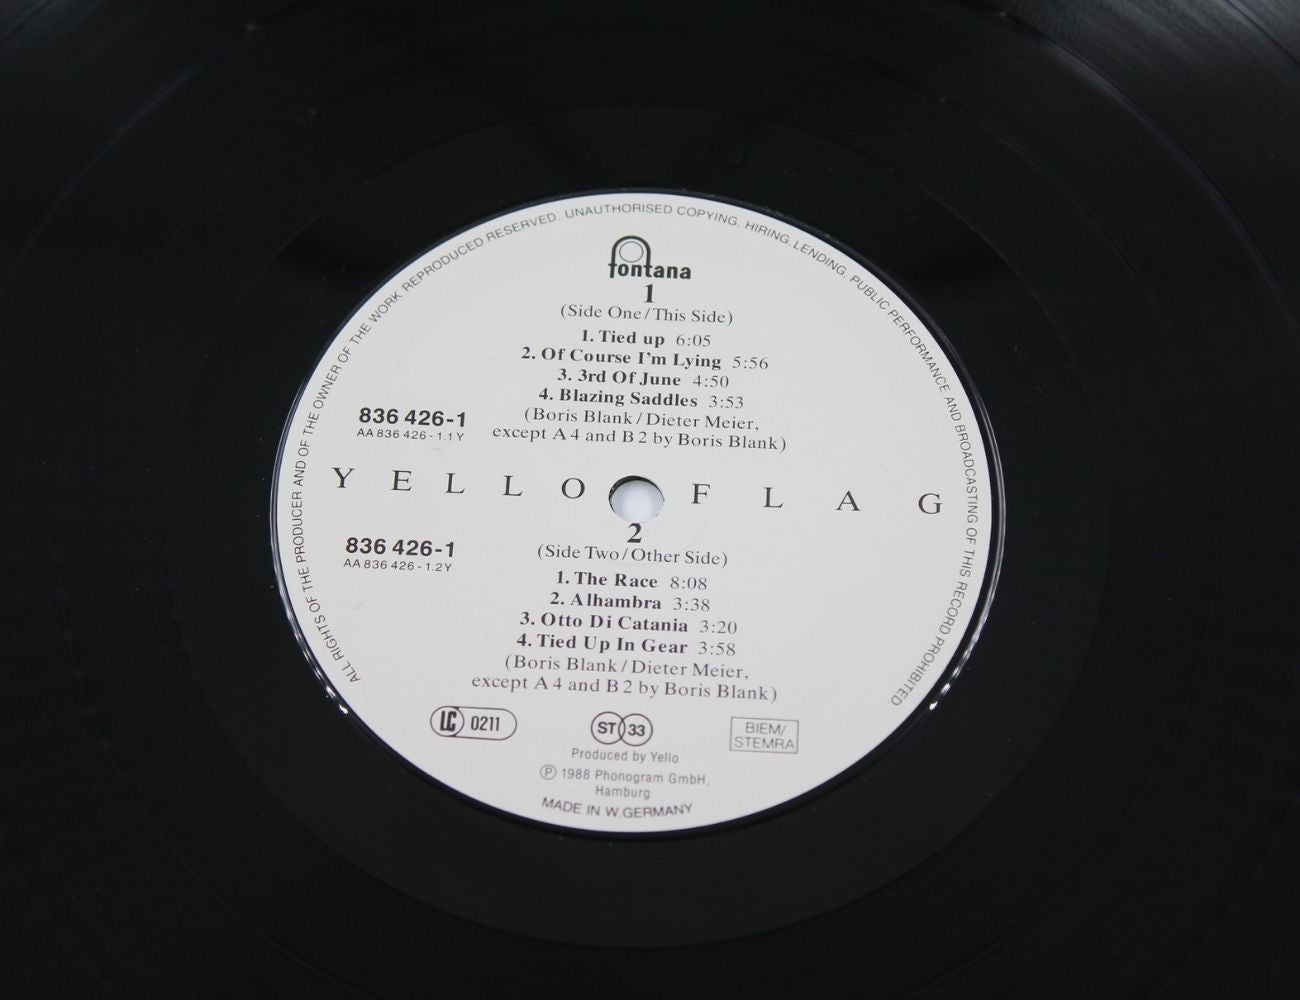 ALL RIGHTS OF THE PRODUCER AND OF THE OWNER OF THE WORK REPRODUCED RESERVED. UNAUTHORISED COPYING, HIRING, LENDING, PUBLIC PERFORMANCE AND BROADCASTING OF THIS RECORD PROHIBITED
fontana
1
(Side One/This Side)
1. Tied up 6:05
2. Of Course I'm Lying 5:56
3. 3rd Of June 4:50
4. Blazing Saddles 3:53
(Boris Blank/Dieter Meier,
except A 4 and B 2 by Boris Blank)
836 426-1
AA 836 426 - 1.1 Y
YELLO FLAG
2
(Side Two/Other Side)
836 426-1
AA 836 426 - 1.2 Y
1. The Race 8:08
2. Alhambra 3:38
3. Otto Di Catania 3:20
4. Tied Up In Gear 3:58
(Boris Blank/Dieter Meier,
except A 4 and B 2 by Boris Blank)
LC 0211
ST 33
BIEM/
STEMRA
Produced by Yello
℗ 1988 Phonogram GmbH,
Hamburg
MADE IN W.GERMANY